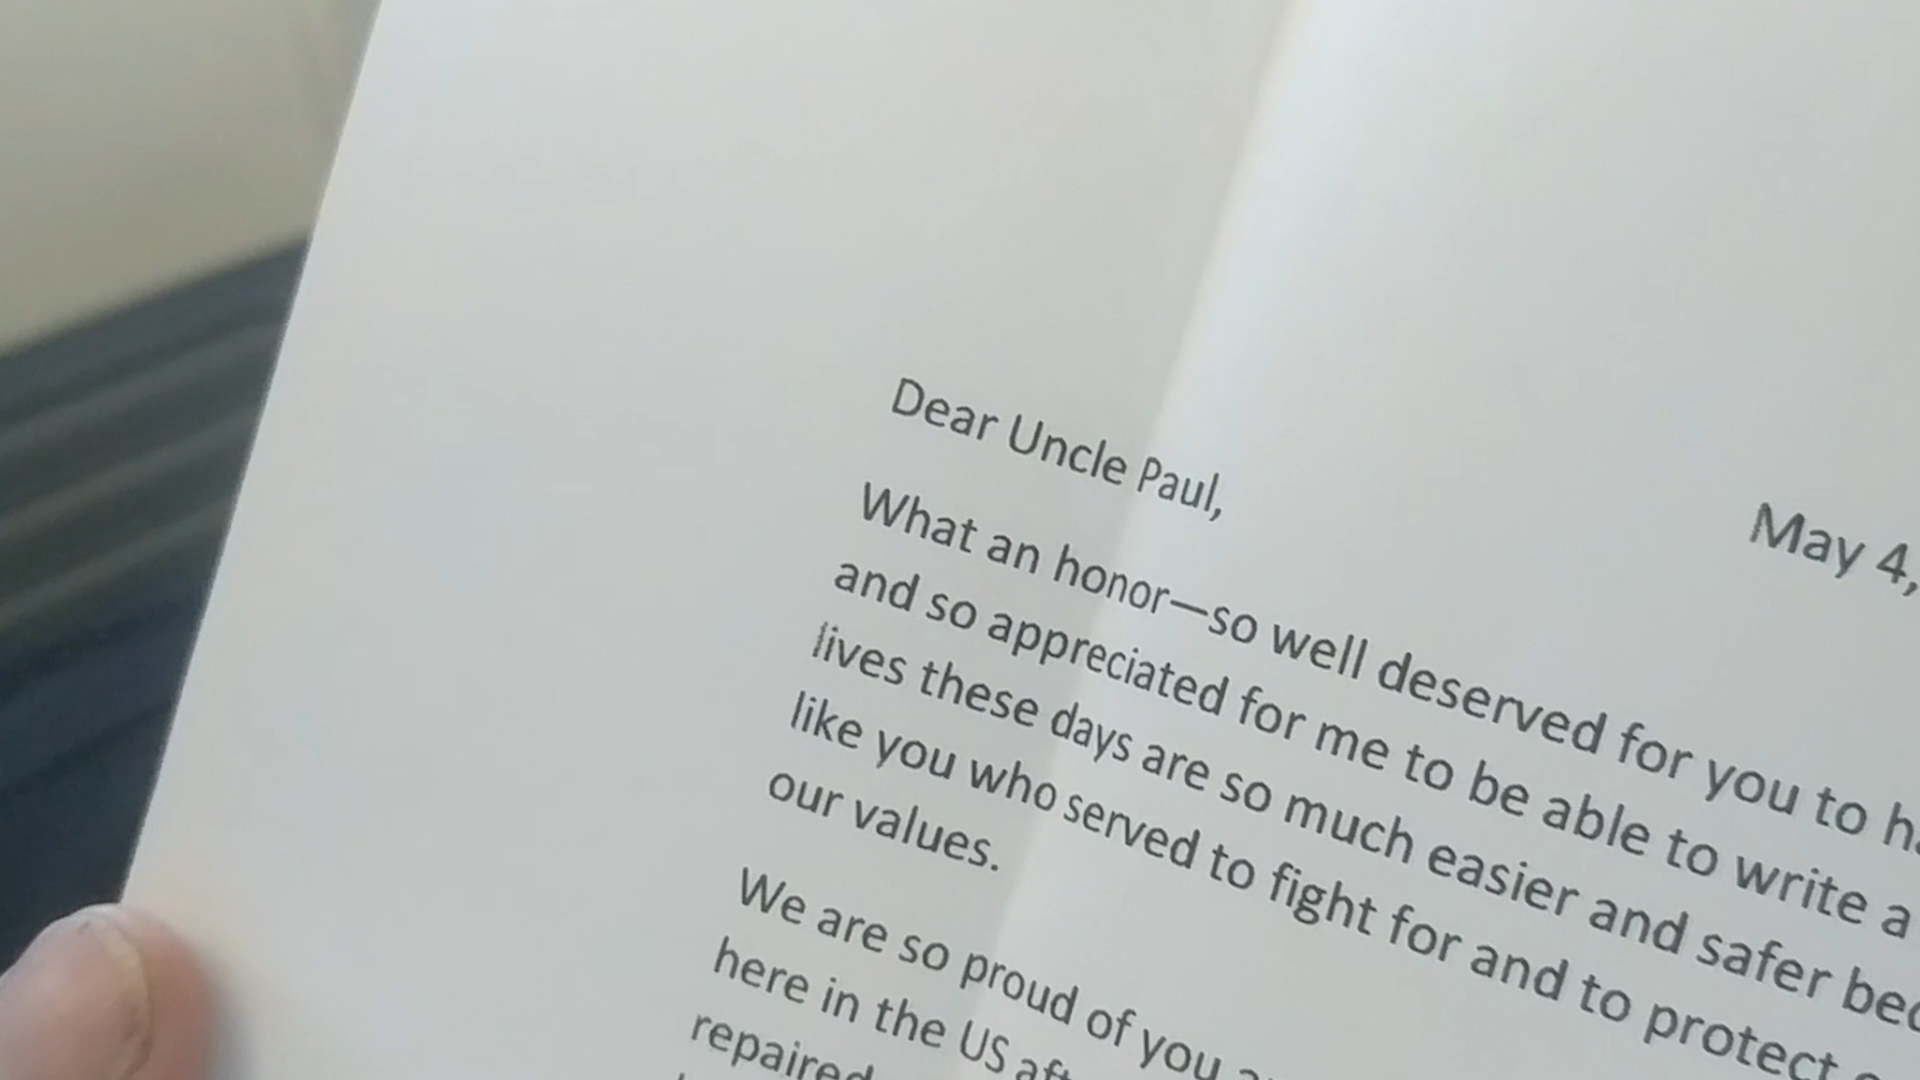 May 4,
Dear Uncle Paul,
What an honor—so well deserved for you to
and so appreciated for me to be able to write a
lives these days are so much easier and safer
like you who served to fight for and to protect
our values.
We are so proud of you
here in the US
repaired